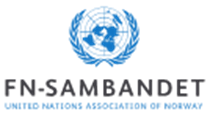 FN-SAMBANDET
UNITED NATIONS ASSOCIATION OF NORWAY